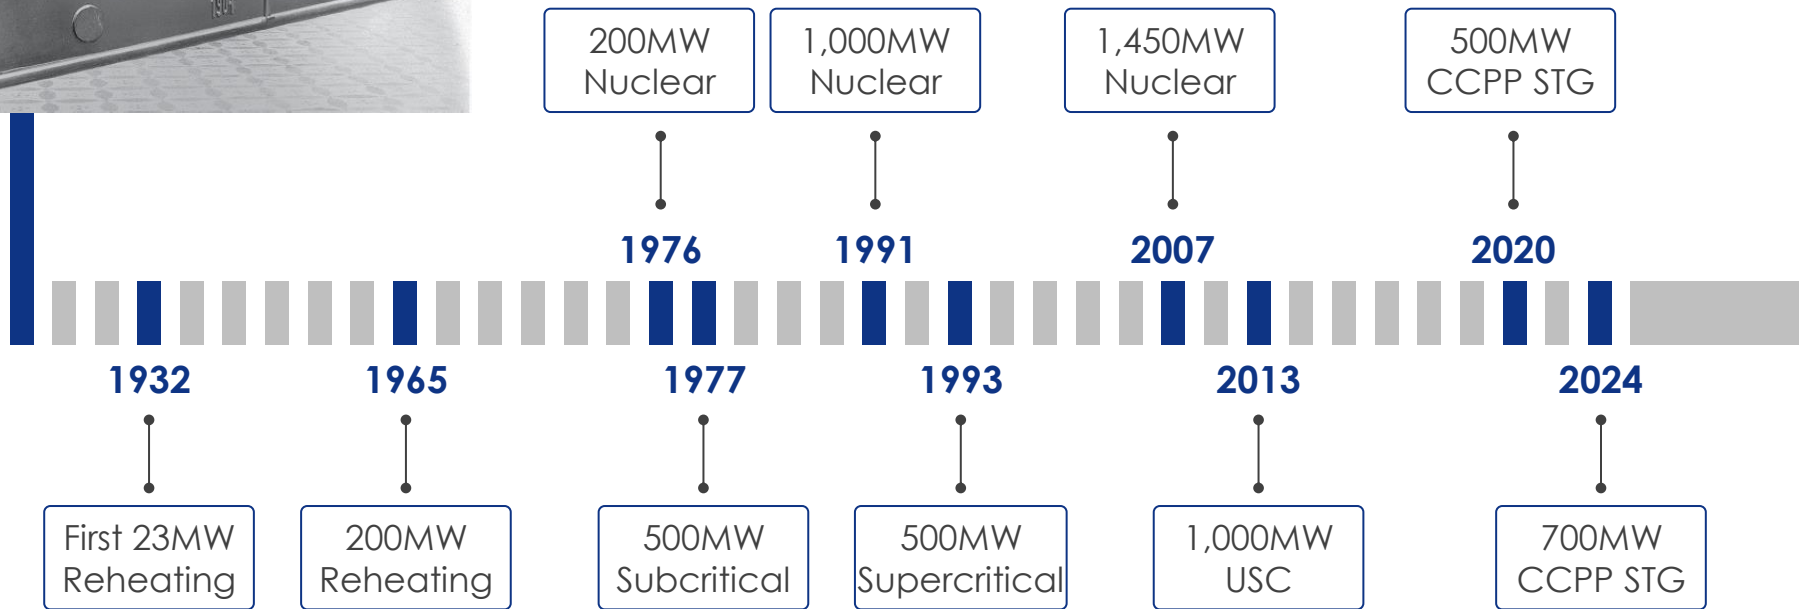 200MW
Nuclear
1,000MW
Nuclear
1,450MW
Nuclear
500MW
CCPP STG
1976
1991
2007
2020
1932
1965
1977
1993
2013
2024
First 23MW
Reheating
200MW
Reheating
500MW
Subcritical
500MW
Supercritical
1,000MW
USC
700MW
CCPP STG